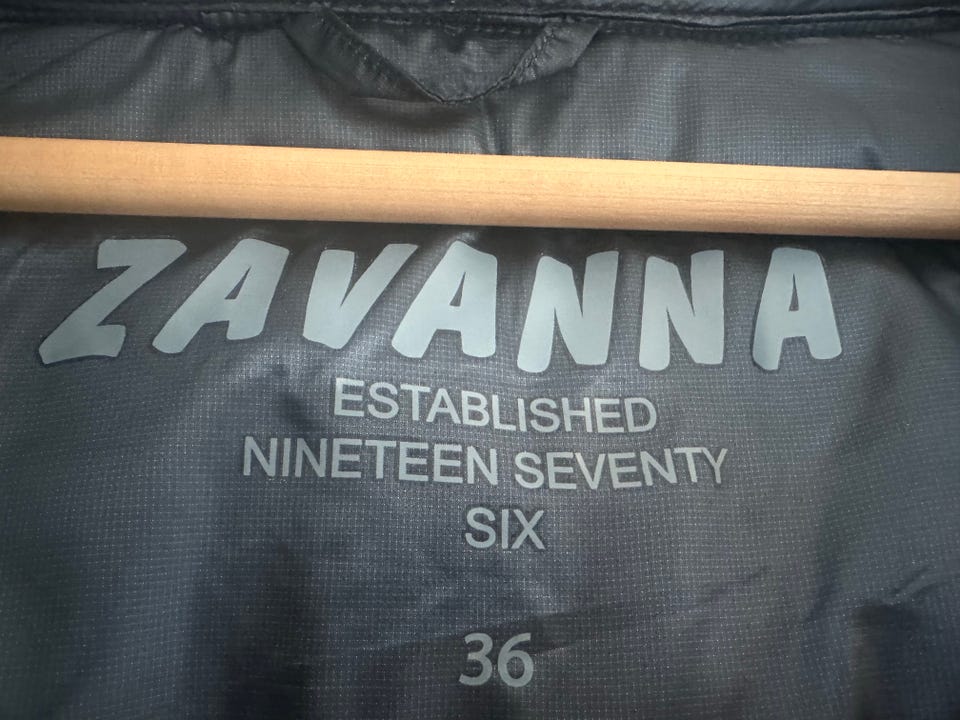 ZAVANNA
ESTABLISHED
NINETEEN SEVENTY
SIX
36